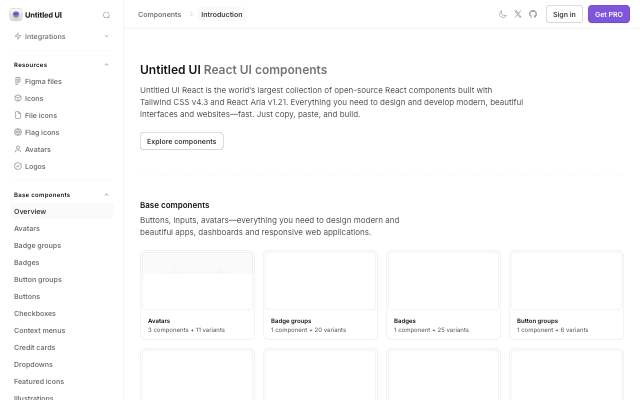 Untitled UI
Integrations
Resources
Figma files
Icons
File icons
Flag icons
Avatars
Logos
Base components
Overview
Avatars
Badge groups
Badges
Button groups
Buttons
Checkboxes
Context menus
Credit cards
Dropdowns
Featured icons
Illustrations
Components
Introduction
Sign in
Get PRO
Untitled UI React UI components
Untitled UI React is the world's largest collection of open-source React components built with
Tailwind CSS v4.3 and React Aria v1.21. Everything you need to design and develop modern, beautiful
interfaces and websites—fast. Just copy, paste, and build.
Explore components
Base components
Buttons, inputs, avatars—everything you need to design modern and
beautiful apps, dashboards and responsive web applications.
Avatars
3 components + 11 variants
Badge groups
1 component + 20 variants
Badges
1 component + 25 variants
Button groups
1 component + 6 variants